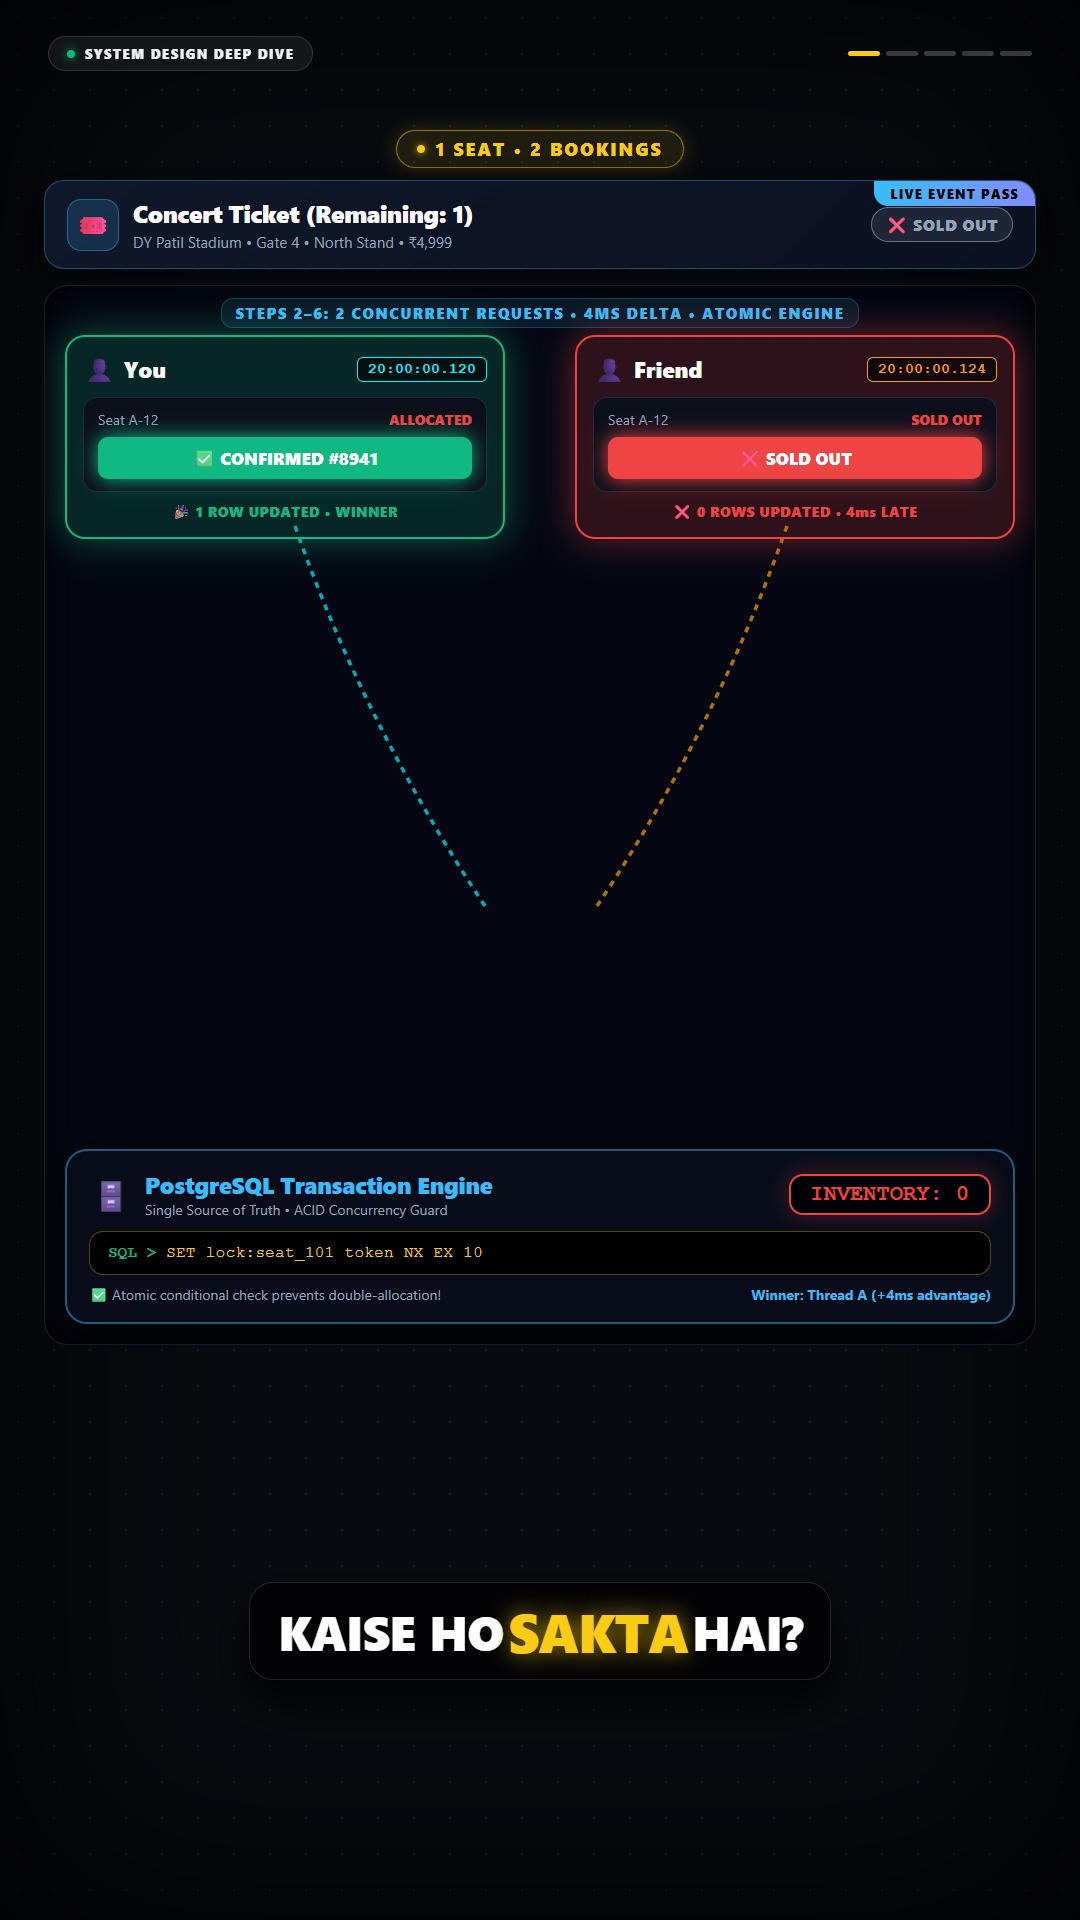 SYSTEM DESIGN DEEP DIVE
1 SEAT • 2 BOOKINGS
LIVE EVENT PASS
Concert Ticket (Remaining: 1)
DY Patil Stadium • Gate 4 • North Stand • ₹4,999
❌ SOLD OUT
STEPS 2–6: 2 CONCURRENT REQUESTS • 4MS DELTA • ATOMIC ENGINE
You
20:00:00.120
Seat A-12
ALLOCATED
✅ CONFIRMED #8941
🎉 1 ROW UPDATED • WINNER
Friend
20:00:00.124
Seat A-12
SOLD OUT
❌ SOLD OUT
❌ 0 ROWS UPDATED • 4ms LATE
PostgreSQL Transaction Engine
Single Source of Truth • ACID Concurrency Guard
INVENTORY: 0
SQL > SET lock:seat_101 token NX EX 10
✅ Atomic conditional check prevents double-allocation!
Winner: Thread A (+4ms advantage)
KAISE HO SAKTA HAI?